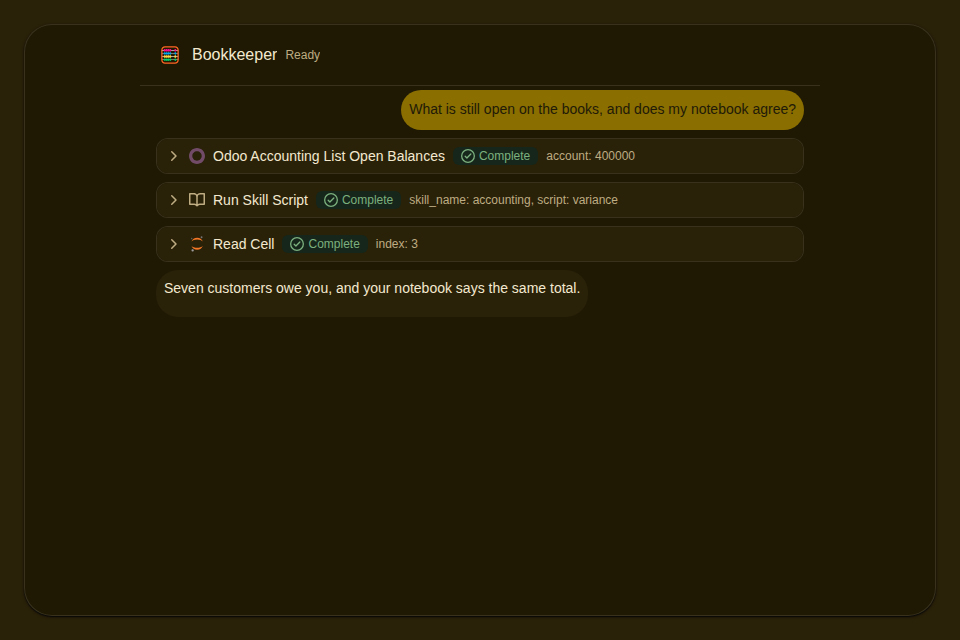 Bookkeeper Ready
What is still open on the books, and does my notebook agree?
Odoo Accounting List Open Balances Complete account: 400000
Run Skill Script Complete skill_name: accounting, script: variance
Read Cell Complete index: 3
Seven customers owe you, and your notebook says the same total.